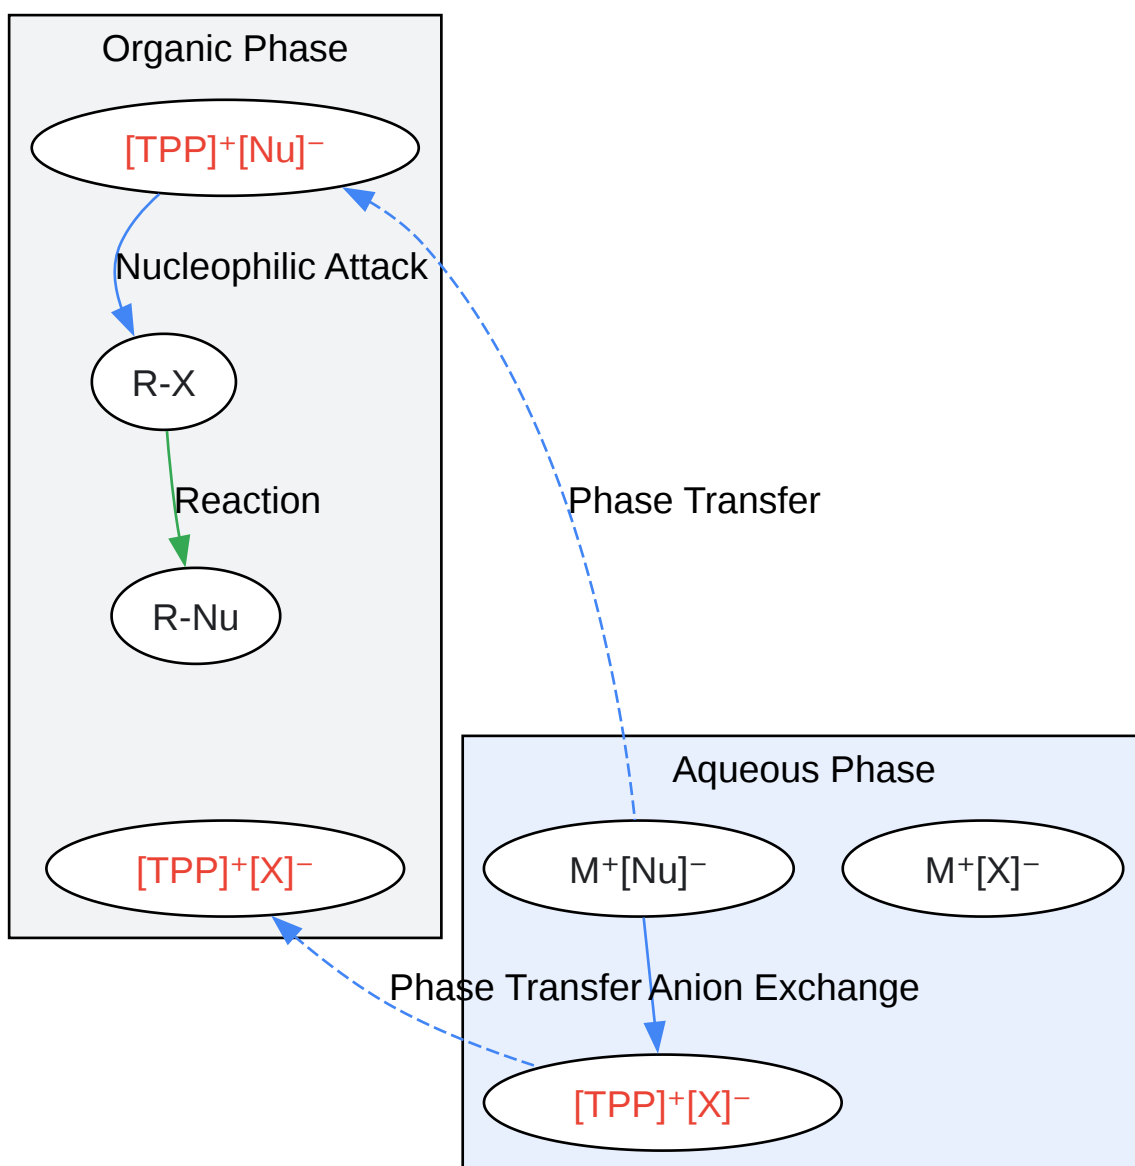 Organic Phase
[TPP]⁺[Nu]⁻
Nucleophilic Attack
R-X
Reaction
Phase Transfer
R-Nu
Aqueous Phase
[TPP]⁺[X]⁻
M⁺[Nu]⁻
M⁺[X]⁻
Phase Transfer
Anion Exchange
[TPP]⁺[X]⁻